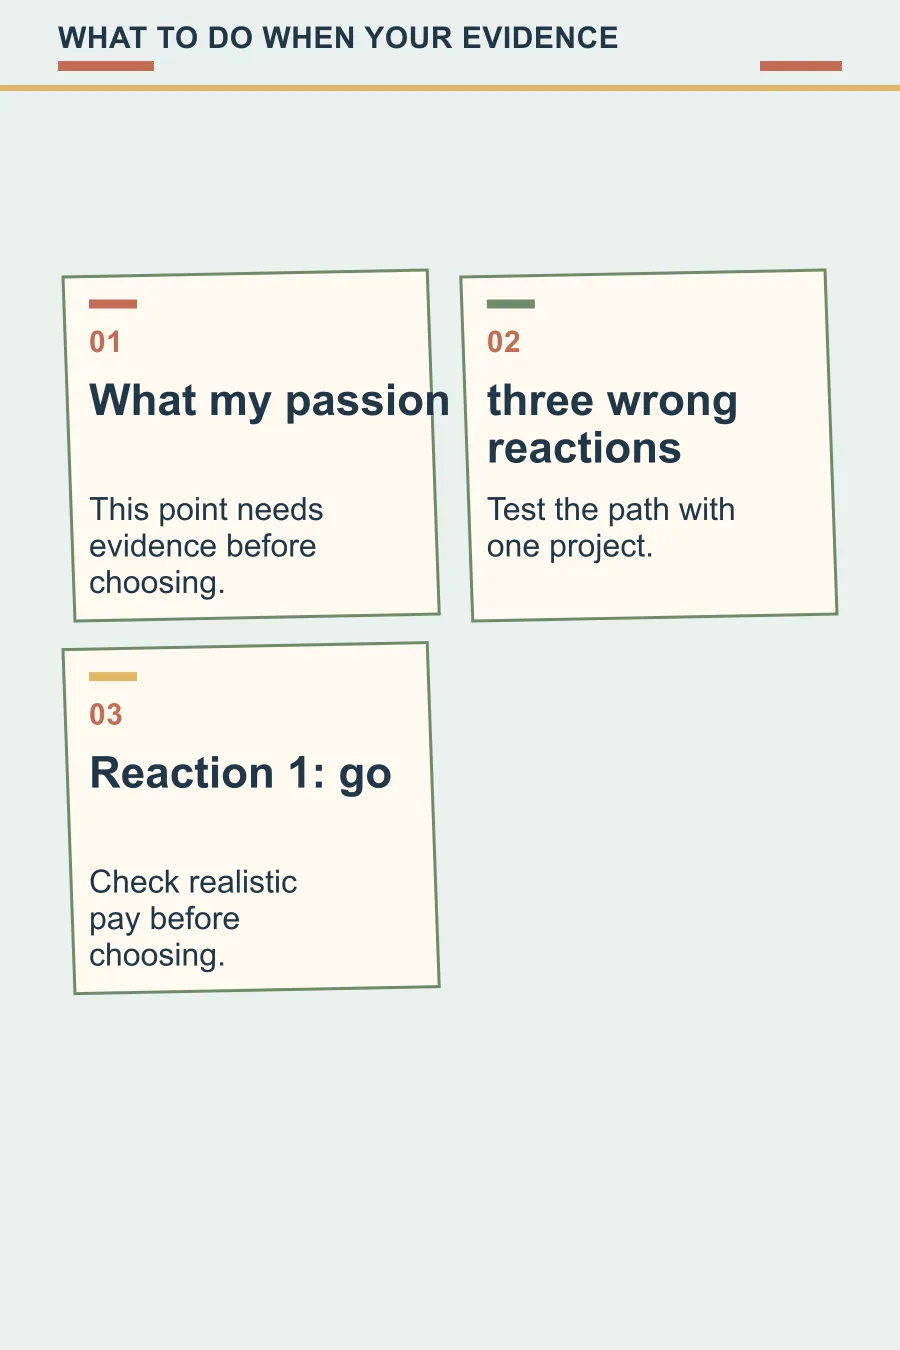 WHAT TO DO WHEN YOUR EVIDENCE
01
What my passion
This point needs
evidence before
choosing.
02
three wrong
reactions
Test the path with
one project.
03
Reaction 1: go
Check realistic
pay before
choosing.